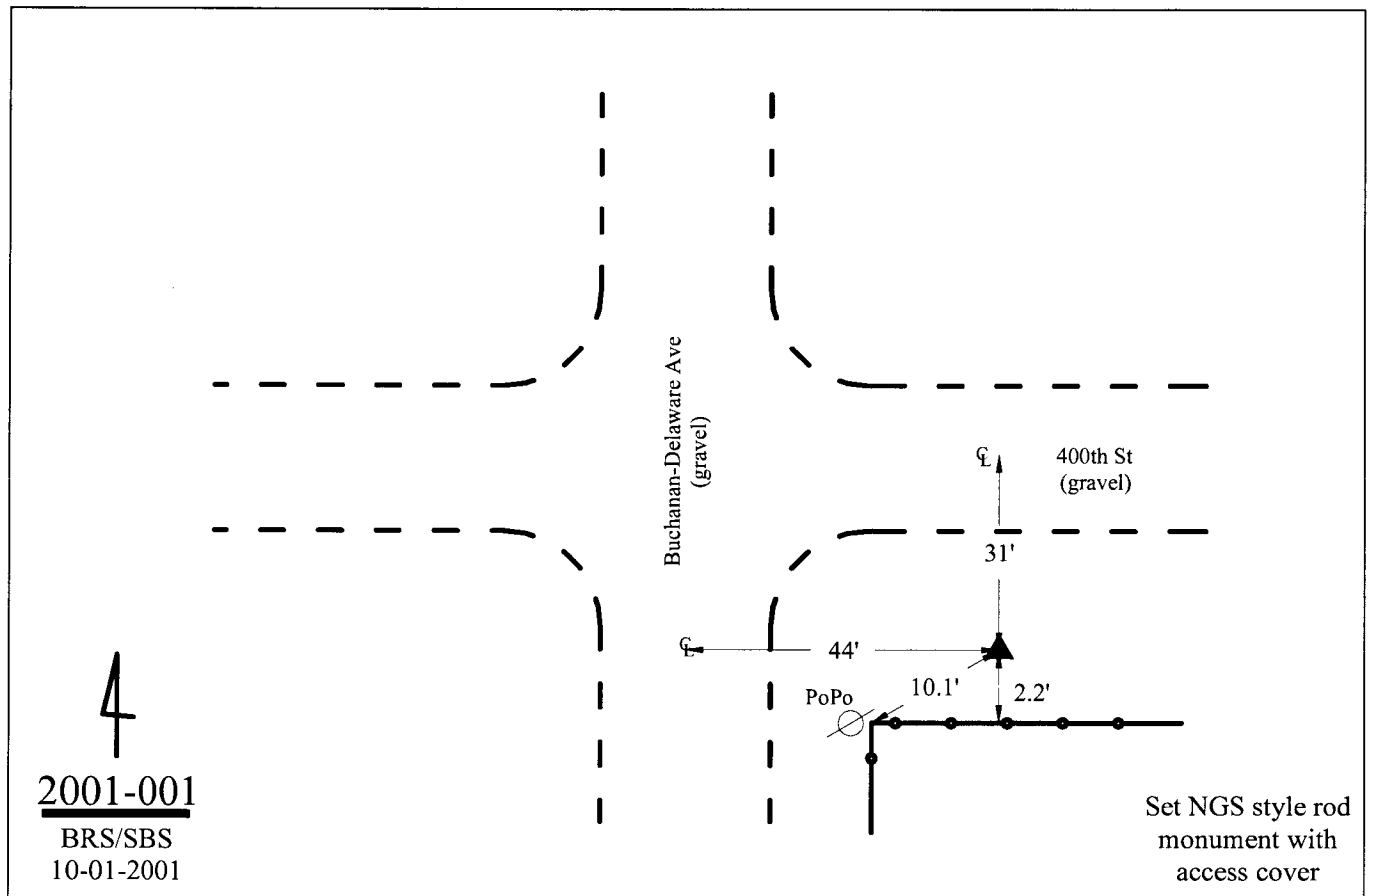 Buchanan-Delaware Ave
(gravel)
℄
400th St
(gravel)
31'
℄
44'
10.1'
2.2'
PoPo
2001-001
BRS/SBS
10-01-2001
Set NGS style rod
monument with
access cover